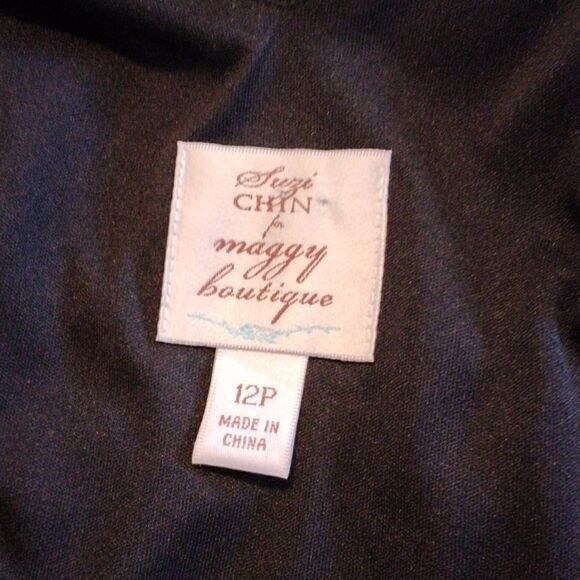 Suzi
CHIN
for
maggy
boutique
12P
MADE IN
CHINA